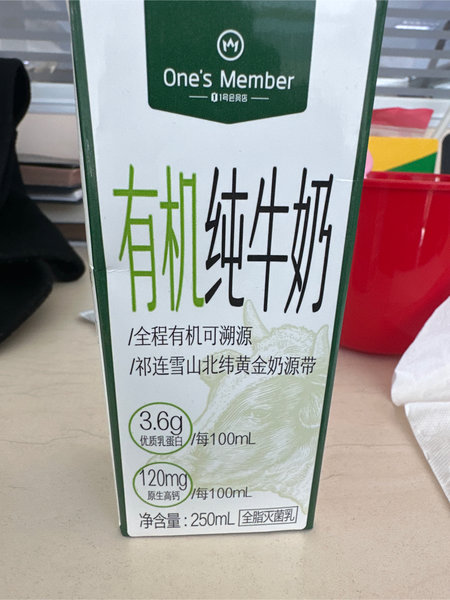 One's Member
1号会员店
有机纯牛奶
/全程有机可溯源
/祁连雪山北纬黄金奶源带
3.6g
优质乳蛋白 /每100mL
120mg
原生高钙 /每100mL
净含量：250mL 全脂灭菌乳